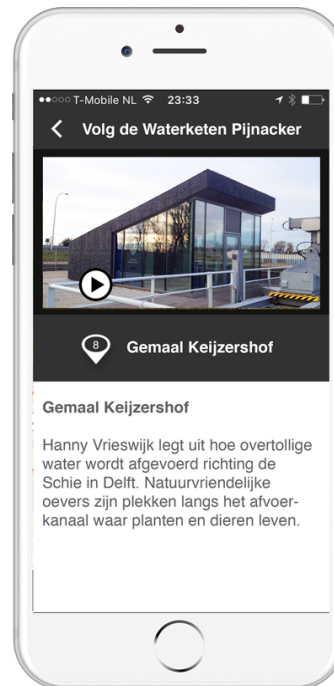 T-Mobile NL 23:33
Volg de Waterketen Pijnacker
8 Gemaal Keijzershof
Gemaal Keijzershof
Hanny Vrieswijk legt uit hoe overtollige
water wordt afgevoerd richting de
Schie in Delft. Natuurvriendelijke
oevers zijn plekken langs het afvoer-
kanaal waar planten en dieren leven.